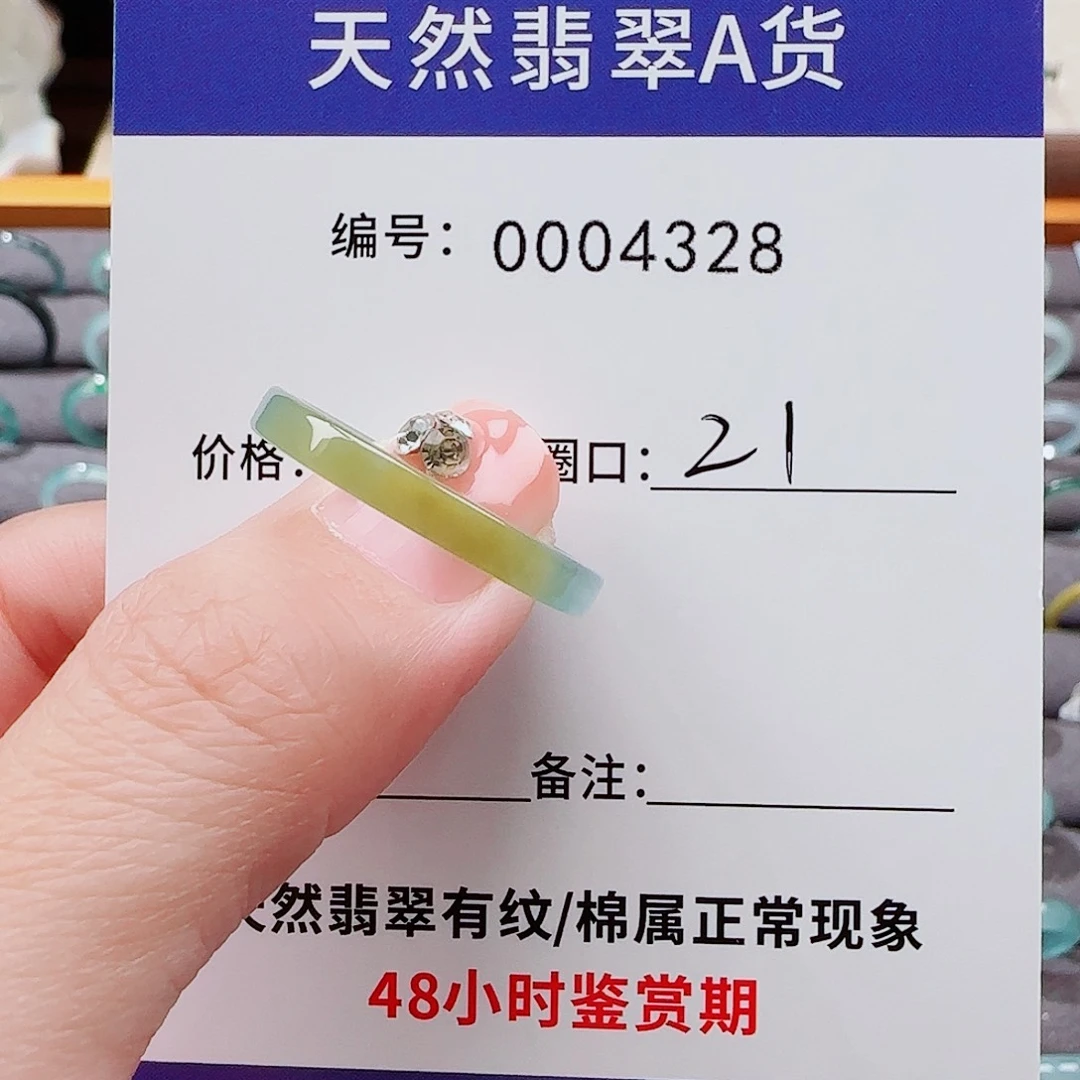 天然翡翠A货
编号：0004328
价格： 圈口：21
备注：
天然翡翠有纹/棉属正常现象
48小时鉴赏期